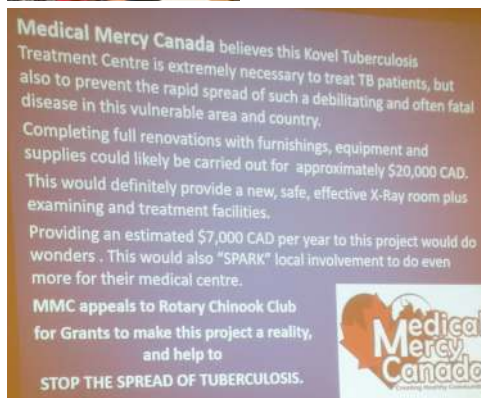 Medical Mercy Canada believes this Kovel Tuberculosis
Treatment Centre is extremely necessary to treat TB patients, but
also to prevent the rapid spread of such a debilitating and often fatal
disease in this vulnerable area and country.
Completing full renovations with furnishings, equipment and
supplies could likely be carried out for approximately $20,000 CAD.
This would definitely provide a new, safe, effective X-Ray room plus
examining and treatment facilities.
Providing an estimated $7,000 CAD per year to this project would do
wonders . This would also "SPARK" local involvement to do even
more for their medical centre.
MMC appeals to Rotary Chinook Club
for Grants to make this project a reality,
and help to
STOP THE SPREAD OF TUBERCULOSIS.
Medical
Mercy
Canada
Creating Healthy